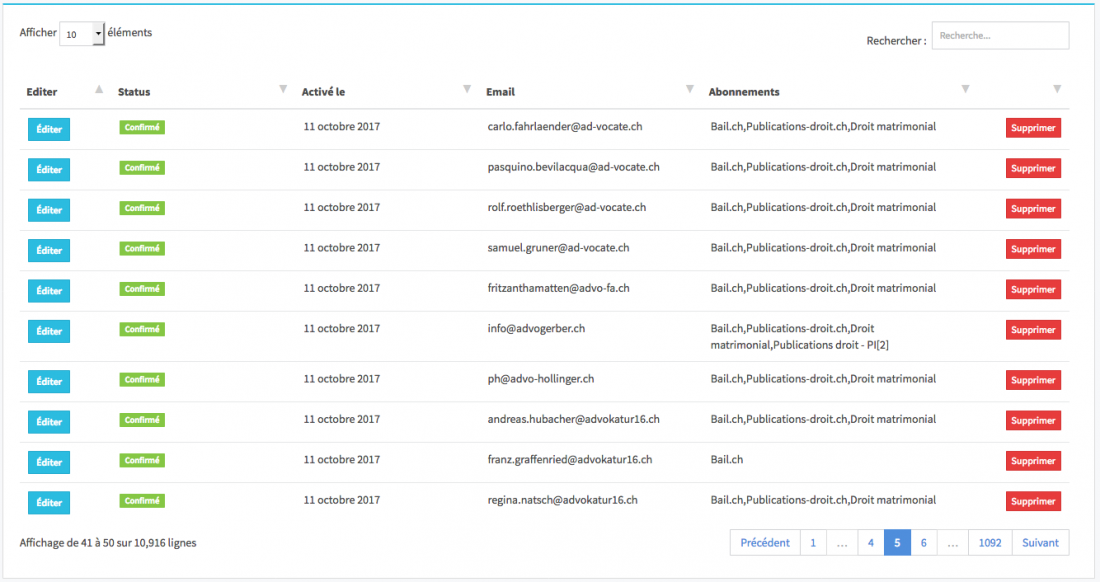 Afficher 10 éléments
Rechercher : Recherche...
Editer Status Activé le Email Abonnements
Éditer Confirmé 11 octobre 2017 carlo.fahrlaender@ad-vocate.ch Bail.ch,Publications-droit.ch,Droit matrimonial Supprimer
Éditer Confirmé 11 octobre 2017 pasquino.bevilacqua@ad-vocate.ch Bail.ch,Publications-droit.ch,Droit matrimonial Supprimer
Éditer Confirmé 11 octobre 2017 rolf.roethlisberger@ad-vocate.ch Bail.ch,Publications-droit.ch,Droit matrimonial Supprimer
Éditer Confirmé 11 octobre 2017 samuel.gruner@ad-vocate.ch Bail.ch,Publications-droit.ch,Droit matrimonial Supprimer
Éditer Confirmé 11 octobre 2017 fritzanthamatten@advo-fa.ch Bail.ch,Publications-droit.ch,Droit matrimonial Supprimer
Éditer Confirmé 11 octobre 2017 info@advogerber.ch Bail.ch,Publications-droit.ch,Droit Supprimer
matrimonial,Publications droit - PI[2]
Éditer Confirmé 11 octobre 2017 ph@advo-hollinger.ch Bail.ch,Publications-droit.ch,Droit matrimonial Supprimer
Éditer Confirmé 11 octobre 2017 andreas.hubacher@advokatur16.ch Bail.ch,Publications-droit.ch,Droit matrimonial Supprimer
Éditer Confirmé 11 octobre 2017 franz.graffenried@advokatur16.ch Bail.ch Supprimer
Éditer Confirmé 11 octobre 2017 regina.natsch@advokatur16.ch Bail.ch,Publications-droit.ch,Droit matrimonial Supprimer
Affichage de 41 à 50 sur 10,916 lignes
Précédent 1 ... 4 5 6 ... 1092 Suivant